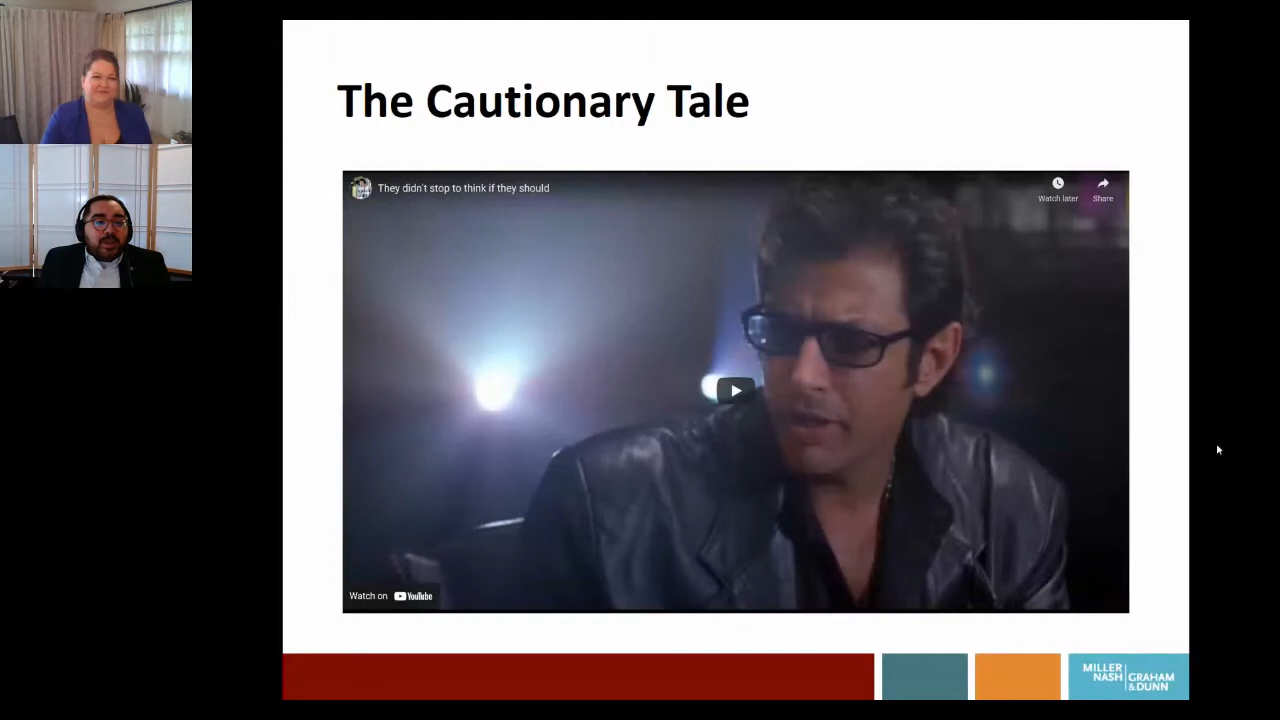 The Cautionary Tale
They didn't stop to think if they should
Watch later
Share
Watch on YouTube
MILLER
NASH
GRAHAM
& DUNN